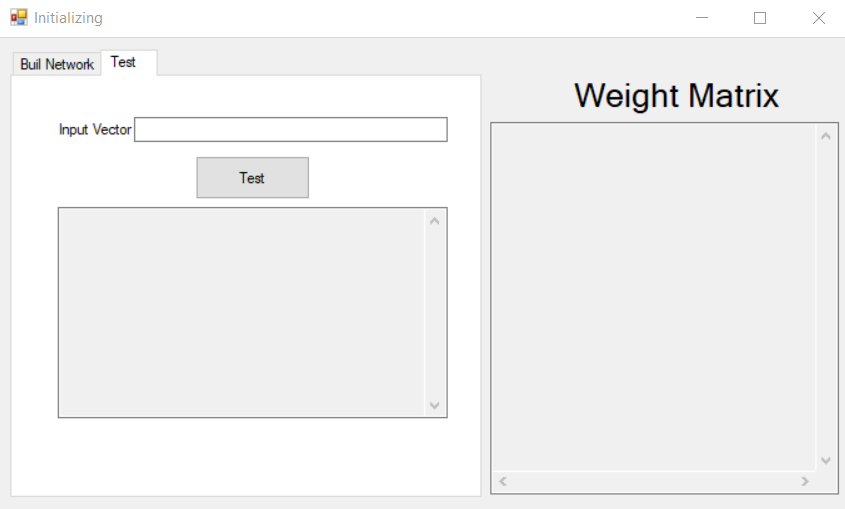 Initializing
Buil Network
Test
Weight Matrix
Input Vector
Test